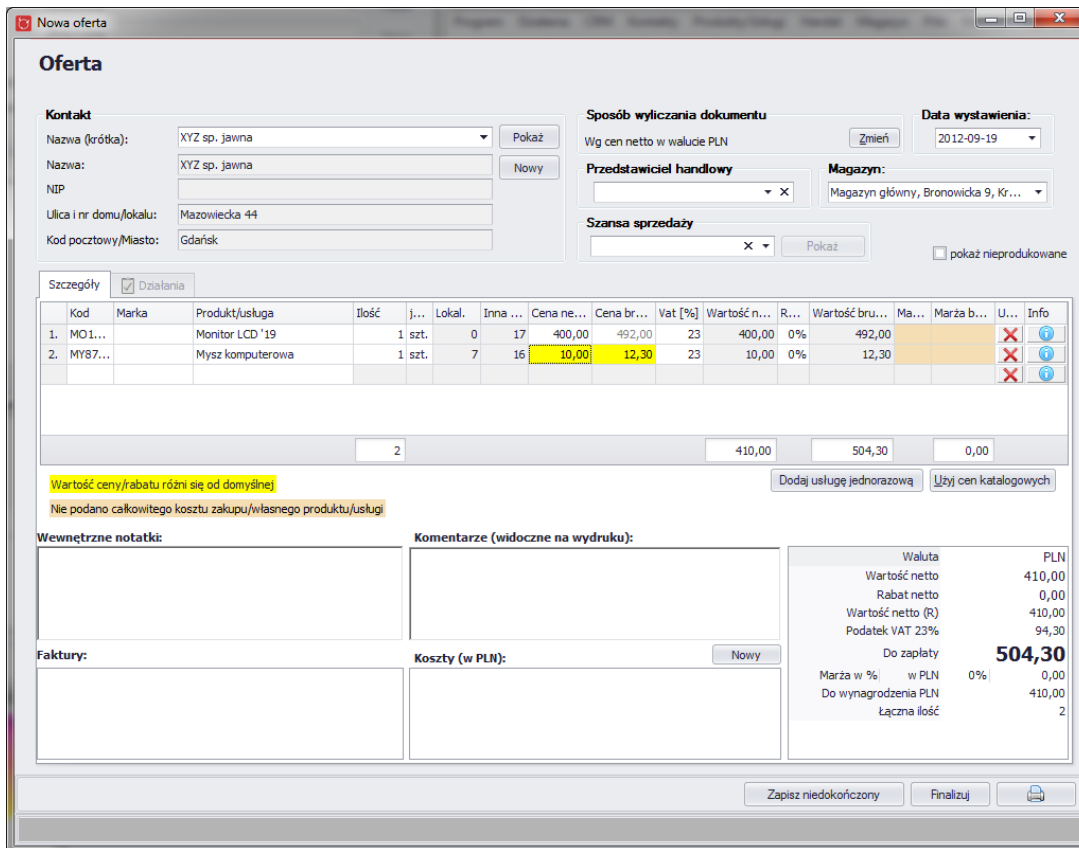 Nowa oferta
Oferta
Kontakt
Nazwa (krótka): XYZ sp. jawna Pokaż
Nazwa: XYZ sp. jawna Nowy
NIP
Ulica i nr domu/lokalu: Mazowiecka 44
Kod pocztowy/Miasto: Gdańsk
Sposób wyliczania dokumentu
Wg cen netto w walucie PLN Zmień
Data wystawienia:
2012-09-19
Przedstawiciel handlowy
Magazyn:
Magazyn główny, Bronowicka 9, Kr...
Szansa sprzedaży
Pokaż
pokaż nieprodukowane
Szczegóły Działania
Kod Marka Produkt/usługa Ilość j... Lokal. Inna ... Cena ne... Cena br... Vat [%] Wartość n... R... Wartość bru... Ma... Marża b... U... Info
1. MO1... Monitor LCD '19 1 szt. 0 17 400,00 492,00 23 400,00 0% 492,00
2. MY87... Mysz komputerowa 1 szt. 7 16 10,00 12,30 23 10,00 0% 12,30
2 410,00 504,30 0,00
Wartość ceny/rabatu różni się od domyślnej
Dodaj usługę jednorazową Użyj cen katalogowych
Nie podano całkowitego kosztu zakupu/własnego produktu/usługi
Wewnętrzne notatki:
Komentarze (widoczne na wydruku):
Faktury:
Koszty (w PLN): Nowy
Waluta PLN
Wartość netto 410,00
Rabat netto 0,00
Wartość netto (R) 410,00
Podatek VAT 23% 94,30
Do zapłaty 504,30
Marża w % w PLN 0% 0,00
Do wynagrodzenia PLN 410,00
Łączna ilość 2
Zapisz niedokończony Finalizuj